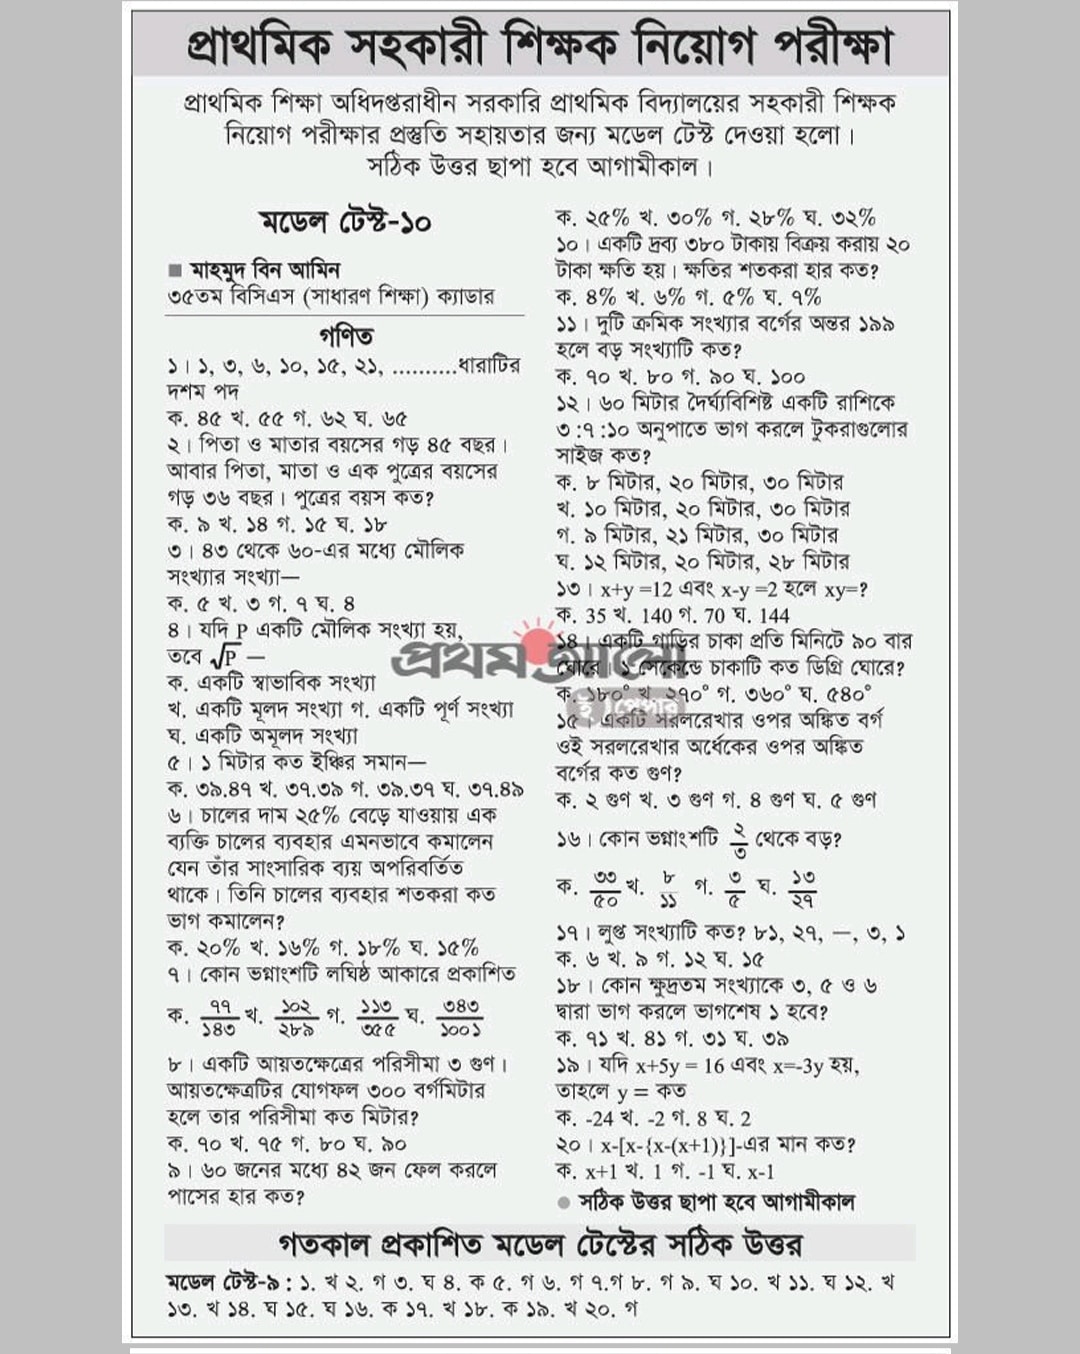 প্রাথমিক সহকারী শিক্ষক নিয়োগ পরীক্ষা
প্রাথমিক শিক্ষা অধিদপ্তরাধীন সরকারি প্রাথমিক বিদ্যালয়ের সহকারী শিক্ষক
নিয়োগ পরীক্ষার প্রস্তুতি সহায়তার জন্য মডেল টেস্ট দেওয়া হলো।
সঠিক উত্তর ছাপা হবে আগামীকাল।
মডেল টেস্ট-১০
■ মাহমুদ বিন আমিন
৩৫তম বিসিএস (সাধারণ শিক্ষা) ক্যাডার
গণিত
১। ১, ৩, ৬, ১০, ১৫, ২১, ..........ধারাটির
দশম পদ
ক. ৪৫ খ. ৫৫ গ. ৬২ ঘ. ৬৫
২। পিতা ও মাতার বয়সের গড় ৪৫ বছর।
আবার পিতা, মাতা ও এক পুত্রের বয়সের
গড় ৩৬ বছর। পুত্রের বয়স কত?
ক. ৯ খ. ১৪ গ. ১৫ ঘ. ১৮
৩। ৪৩ থেকে ৬০-এর মধ্যে মৌলিক
সংখ্যার সংখ্যা—
ক. ৫ খ. ৩ গ. ৭ ঘ. ৪
৪। যদি P একটি মৌলিক সংখ্যা হয়,
তবে √P —
ক. একটি স্বাভাবিক সংখ্যা
খ. একটি মূলদ সংখ্যা গ. একটি পূর্ণ সংখ্যা
ঘ. একটি অমূলদ সংখ্যা
৫। ১ মিটার কত ইঞ্চির সমান—
ক. ৩৯.৪৭ খ. ৩৭.৩৯ গ. ৩৯.৩৭ ঘ. ৩৭.৪৯
৬। চালের দাম ২৫% বেড়ে যাওয়ায় এক
ব্যক্তি চালের ব্যবহার এমনভাবে কমালেন
যেন তাঁর সাংসারিক ব্যয় অপরিবর্তিত
থাকে। তিনি চালের ব্যবহার শতকরা কত
ভাগ কমালেন?
ক. ২০% খ. ১৬% গ. ১৮% ঘ. ১৫%
৭। কোন ভগ্নাংশটি লঘিষ্ঠ আকারে প্রকাশিত
ক. ৭৭/১৪৩ খ. ১০২/২৮৯ গ. ১১৩/৩৫৫ ঘ. ৩৪৩/১০০১
৮। একটি আয়তক্ষেত্রের পরিসীমা ৩ গুণ।
আয়তক্ষেত্রটির যোগফল ৩০০ বর্গমিটার
হলে তার পরিসীমা কত মিটার?
ক. ৭০ খ. ৭৫ গ. ৮০ ঘ. ৯০
৯। ৬০ জনের মধ্যে ৪২ জন ফেল করলে
পাসের হার কত?
ক. ২৫% খ. ৩০% গ. ২৮% ঘ. ৩২%
১০। একটি দ্রব্য ৩৮০ টাকায় বিক্রয় করায় ২০
টাকা ক্ষতি হয়। ক্ষতির শতকরা হার কত?
ক. ৪% খ. ৬% গ. ৫% ঘ. ৭%
১১। দুটি ক্রমিক সংখ্যার বর্গের অন্তর ১৯৯
হলে বড় সংখ্যাটি কত?
ক. ৭০ খ. ৮০ গ. ৯০ ঘ. ১০০
১২। ৬০ মিটার দৈর্ঘ্যবিশিষ্ট একটি রাশিকে
৩ :৭ :১০ অনুপাতে ভাগ করলে টুকরাগুলোর
সাইজ কত?
ক. ৮ মিটার, ২০ মিটার, ৩০ মিটার
খ. ১০ মিটার, ২০ মিটার, ৩০ মিটার
গ. ৯ মিটার, ২১ মিটার, ৩০ মিটার
ঘ. ১২ মিটার, ২০ মিটার, ২৮ মিটার
১৩। x+y =12 এবং x-y =2 হলে xy=?
ক. 35 খ. 140 গ. 70 ঘ. 144
১৪। একটি গাড়ির চাকা প্রতি মিনিটে ৯০ বার
ঘোরে। ১ সেকেন্ডে চাকাটি কত ডিগ্রি ঘোরে?
ক. ১৮০° খ. ২৭০° গ. ৩৬০° ঘ. ৫৪০°
১৫। একটি সরলরেখার ওপর অঙ্কিত বর্গ
ওই সরলরেখার অর্ধেকের ওপর অঙ্কিত
বর্গের কত গুণ?
ক. ২ গুণ খ. ৩ গুণ গ. ৪ গুণ ঘ. ৫ গুণ
১৬। কোন ভগ্নাংশটি ২/৩ থেকে বড়?
ক. ৩৩/৫০ খ. ৮/১১ গ. ৩/৫ ঘ. ১৩/২৭
১৭। লুপ্ত সংখ্যাটি কত? ৮১, ২৭, —, ৩, ১
ক. ৬ খ. ৯ গ. ১২ ঘ. ১৫
১৮। কোন ক্ষুদ্রতম সংখ্যাকে ৩, ৫ ও ৬
দ্বারা ভাগ করলে ভাগশেষ ১ হবে?
ক. ৭১ খ. ৪১ গ. ৩১ ঘ. ৩৯
১৯। যদি x+5y = 16 এবং x=-3y হয়,
তাহলে y = কত
ক. -24 খ. -2 গ. 8 ঘ. 2
২০। x-[x-{x-(x+1)}]-এর মান কত?
ক. x+1 খ. 1 গ. -1 ঘ. x-1
● সঠিক উত্তর ছাপা হবে আগামীকাল
প্রথম আলো
ই পেপার
গতকাল প্রকাশিত মডেল টেস্টের সঠিক উত্তর
মডেল টেস্ট-৯ : ১. খ ২. গ ৩. ঘ ৪. ক ৫. গ ৬. গ ৭.গ ৮. গ ৯. ঘ ১০. খ ১১. ঘ ১২. খ
১৩. খ ১৪. ঘ ১৫. ঘ ১৬. ক ১৭. খ ১৮. ক ১৯. খ ২০. গ